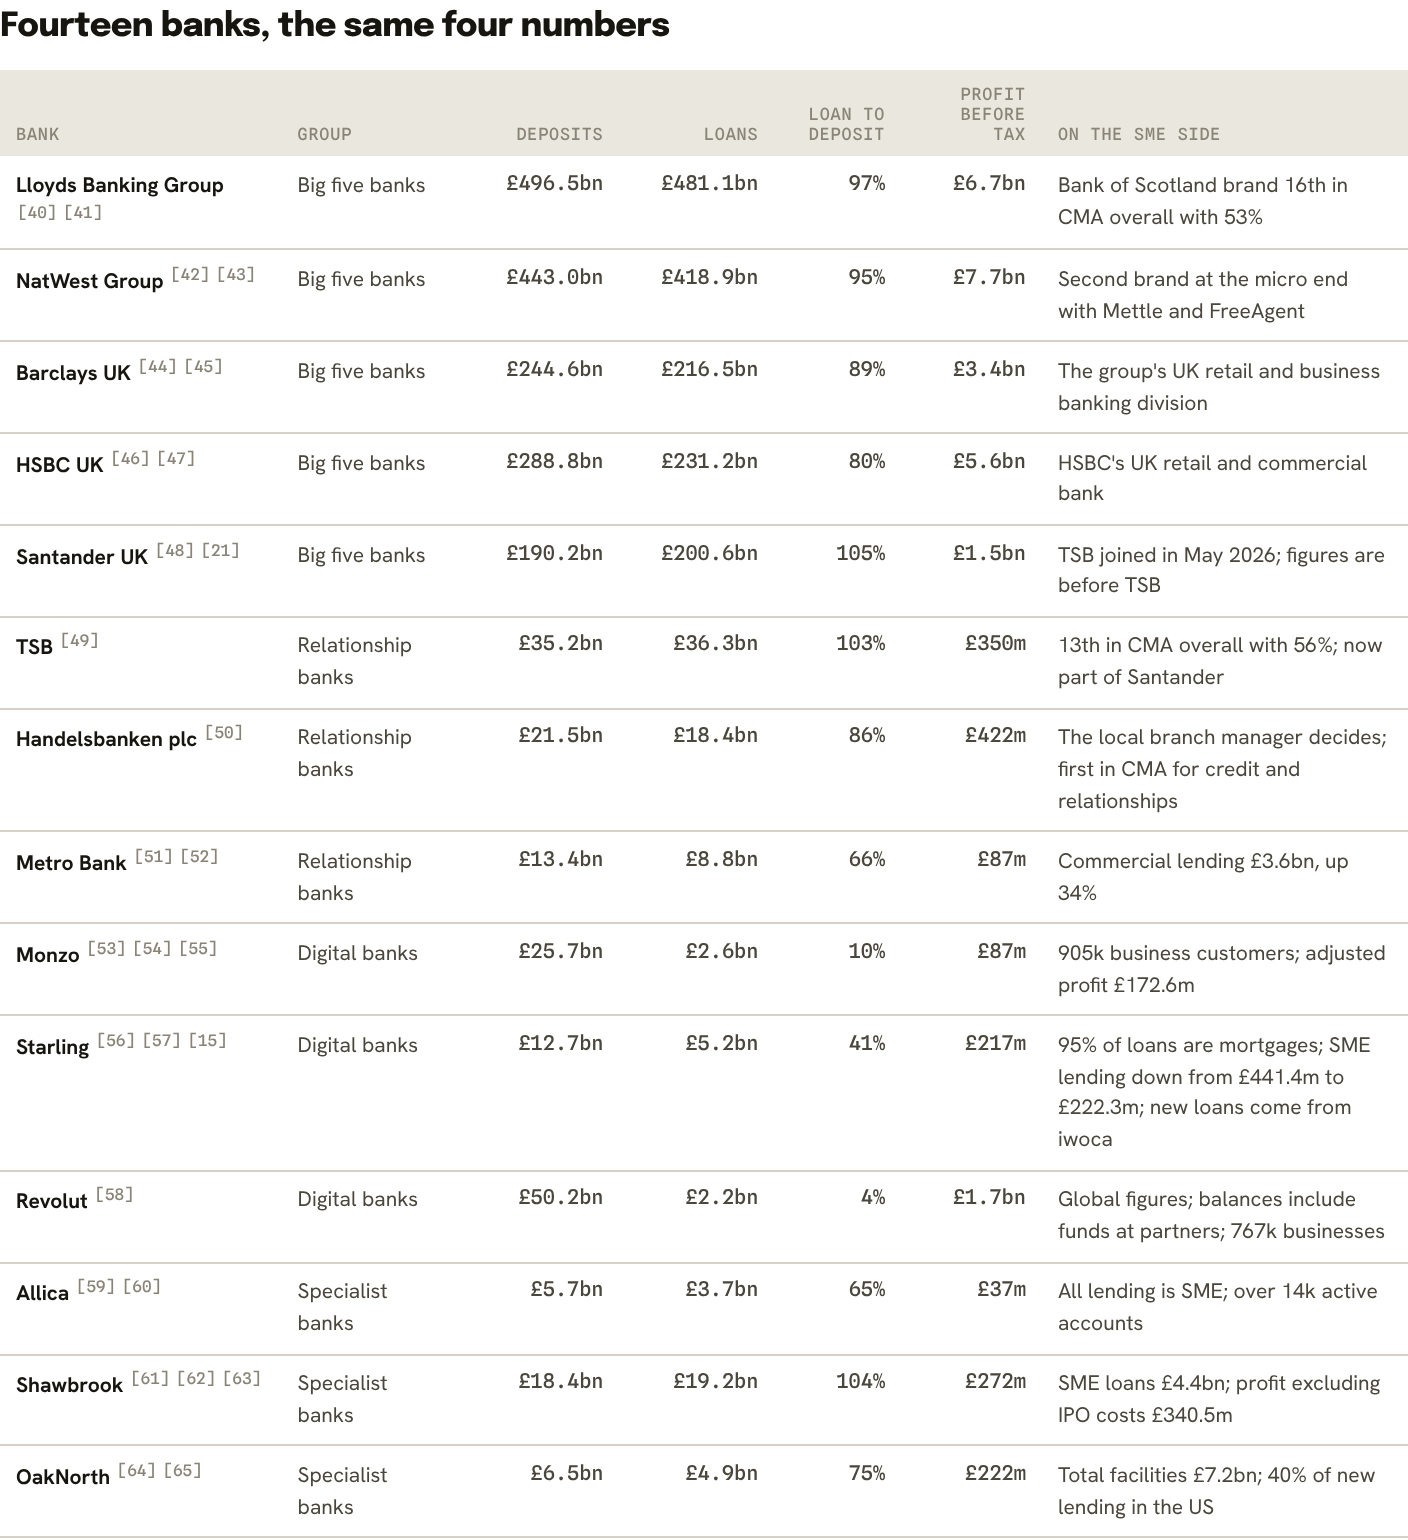 Fourteen banks, the same four numbers
BANK GROUP DEPOSITS LOANS LOAN TO DEPOSIT PROFIT BEFORE TAX ON THE SME SIDE
Lloyds Banking Group Big five banks £496.5bn £481.1bn 97% £6.7bn Bank of Scotland brand 16th in
[40] [41] CMA overall with 53%
NatWest Group [42] [43] Big five banks £443.0bn £418.9bn 95% £7.7bn Second brand at the micro end
with Mettle and FreeAgent
Barclays UK [44] [45] Big five banks £244.6bn £216.5bn 89% £3.4bn The group's UK retail and business
banking division
HSBC UK [46] [47] Big five banks £288.8bn £231.2bn 80% £5.6bn HSBC's UK retail and commercial
bank
Santander UK [48] [21] Big five banks £190.2bn £200.6bn 105% £1.5bn TSB joined in May 2026; figures are
before TSB
TSB [49] Relationship £35.2bn £36.3bn 103% £350m 13th in CMA overall with 56%; now
banks part of Santander
Handelsbanken plc [50] Relationship £21.5bn £18.4bn 86% £422m The local branch manager decides;
banks first in CMA for credit and
relationships
Metro Bank [51] [52] Relationship £13.4bn £8.8bn 66% £87m Commercial lending £3.6bn, up
banks 34%
Monzo [53] [54] [55] Digital banks £25.7bn £2.6bn 10% £87m 905k business customers; adjusted
profit £172.6m
Starling [56] [57] [15] Digital banks £12.7bn £5.2bn 41% £217m 95% of loans are mortgages; SME
lending down from £441.4m to
£222.3m; new loans come from
iwoca
Revolut [58] Digital banks £50.2bn £2.2bn 4% £1.7bn Global figures; balances include
funds at partners; 767k businesses
Allica [59] [60] Specialist £5.7bn £3.7bn 65% £37m All lending is SME; over 14k active
banks accounts
Shawbrook [61] [62] [63] Specialist £18.4bn £19.2bn 104% £272m SME loans £4.4bn; profit excluding
banks IPO costs £340.5m
OakNorth [64] [65] Specialist £6.5bn £4.9bn 75% £222m Total facilities £7.2bn; 40% of new
banks lending in the US